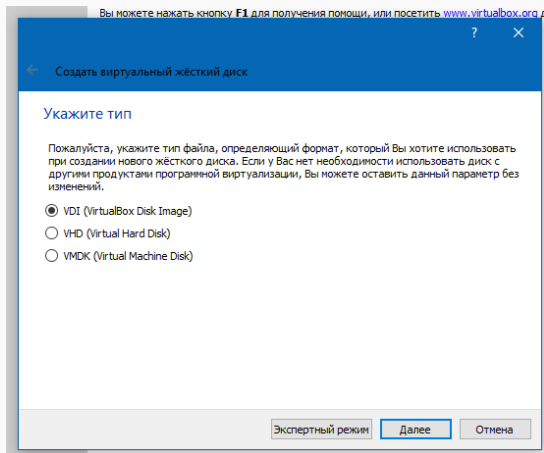 Вы можете нажать кнопку F1 для получения помощи, или посетить www.virtualbox.org д
?
Создать виртуальный жёсткий диск
Укажите тип
Пожалуйста, укажите тип файла, определяющий формат, который Вы хотите использовать
при создании нового жёсткого диска. Если у Вас нет необходимости использовать диск с
другими продуктами программной виртуализации, Вы можете оставить данный параметр без
изменений.
VDI (VirtualBox Disk Image)
VHD (Virtual Hard Disk)
VMDK (Virtual Machine Disk)
Экспертный режим Далее Отмена